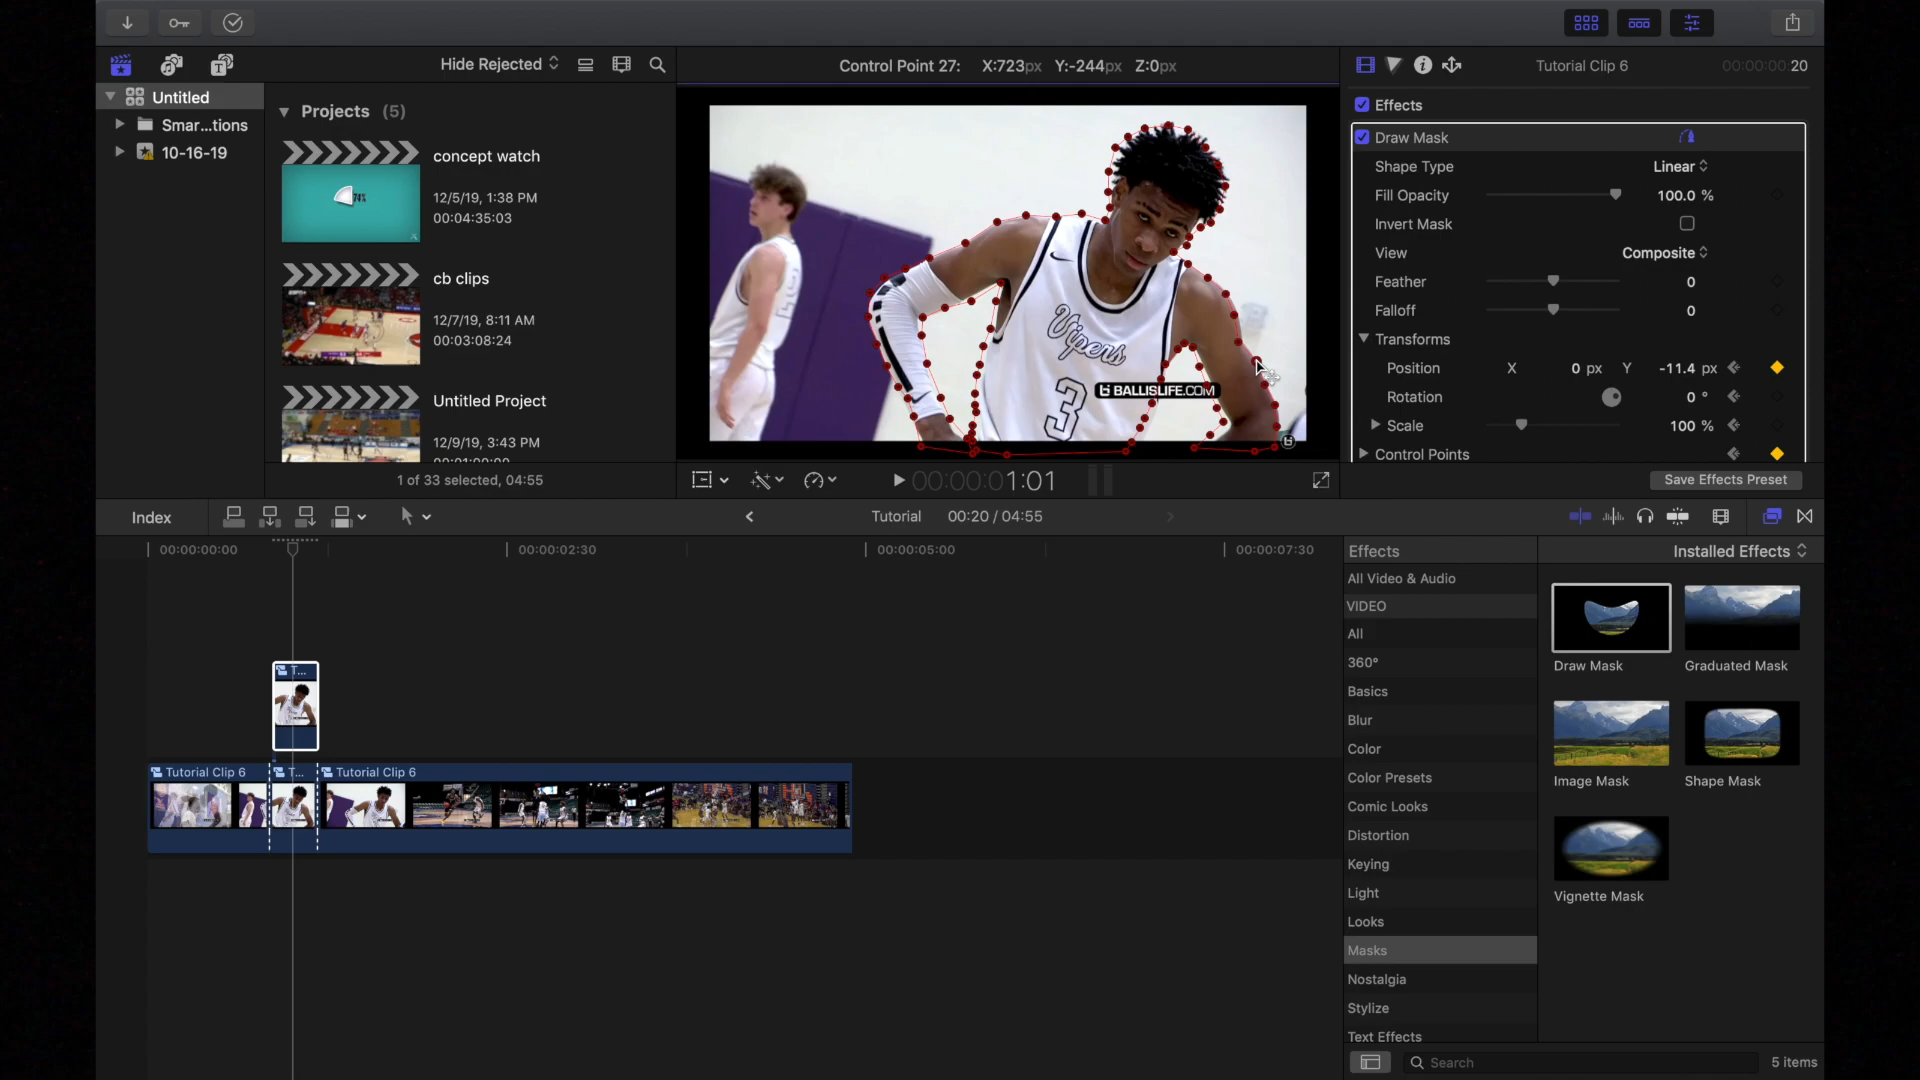 Hide Rejected
Control Point 27: X:723px Y:-244px Z:0px
Tutorial Clip 6
00:00:00:20
Untitled
Smar...tions
10-16-19
Projects (5)
concept watch
12/5/19, 1:38 PM
00:04:35:03
cb clips
12/7/19, 8:11 AM
00:03:08:24
Untitled Project
12/9/19, 3:43 PM
1 of 33 selected, 04:55
Vipers
3
BALLISLIFE.COM
00:00:01:01
Effects
Draw Mask
Shape Type Linear
Fill Opacity 100.0 %
Invert Mask
View Composite
Feather 0
Falloff 0
Transforms
Position X 0 px Y -11.4 px
Rotation 0 °
Scale 100 %
Control Points
Save Effects Preset
Index
Tutorial 00:20 / 04:55
00:00:00:00
00:00:02:30
00:00:05:00
00:00:07:30
T...
Tutorial Clip 6
T...
Tutorial Clip 6
Effects
Installed Effects
All Video & Audio
VIDEO
All
360°
Basics
Blur
Color
Color Presets
Comic Looks
Distortion
Keying
Light
Looks
Masks
Nostalgia
Stylize
Text Effects
Draw Mask
Graduated Mask
Image Mask
Shape Mask
Vignette Mask
Search
5 items